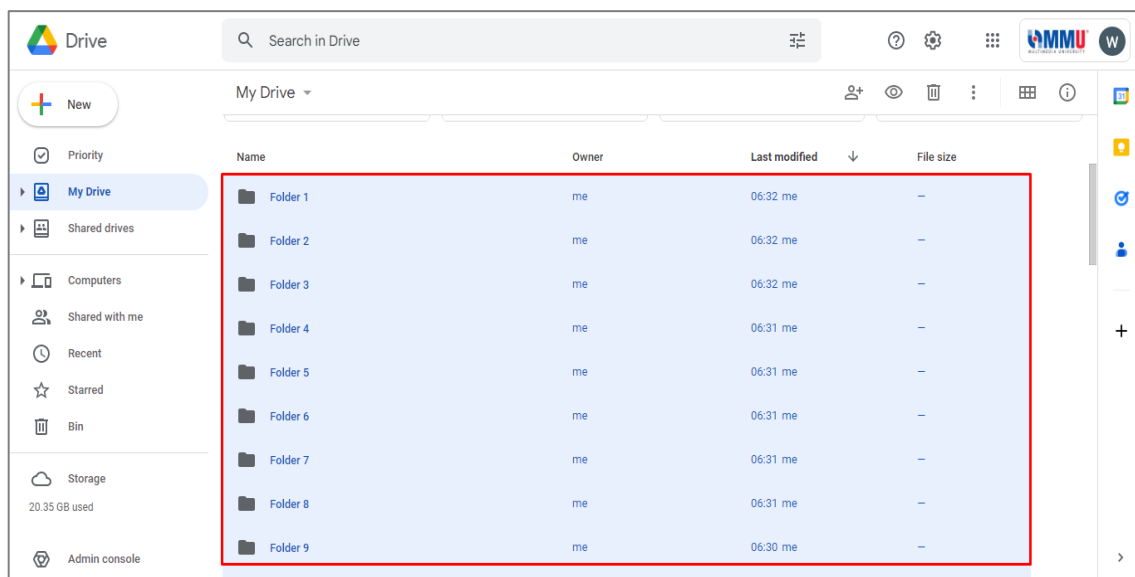 Drive
Search in Drive
MMU
MULTIMEDIA UNIVERSITY
W
New
My Drive
31
Priority
My Drive
Shared drives
Computers
Shared with me
Recent
Starred
Bin
Storage
20.35 GB used
Admin console
Name Owner Last modified File size
Folder 1 me 06:32 me –
Folder 2 me 06:32 me –
Folder 3 me 06:32 me –
Folder 4 me 06:31 me –
Folder 5 me 06:31 me –
Folder 6 me 06:31 me –
Folder 7 me 06:31 me –
Folder 8 me 06:31 me –
Folder 9 me 06:30 me –